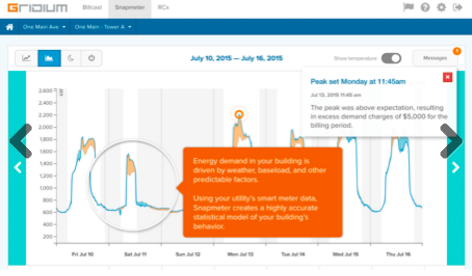 GRIDIUM Billcast Snapmeter RCx
One Main Ave One Main - Tower A
July 10, 2015 — July 16, 2015
Show temperature
Messages
Peak set Monday at 11:45am
Jul 13, 2015 11:45 am
The peak was above expectation, resulting
in excess demand charges of $5,000 for the
billing period.
2,600
2,400
2,200
2,000
1,800
1,600
1,400
1,200
1,000
800
600
400
200
0
Energy demand in your building is
driven by weather, baseload, and other
predictable factors.
Using your utility's smart meter data,
Snapmeter creates a highly accurate
statistical model of your building's
behavior.
Fri Jul 10 Sat Jul 11 Sun Jul 12 Mon Jul 13 Tue Jul 14 Wed Jul 15 Thu Jul 16